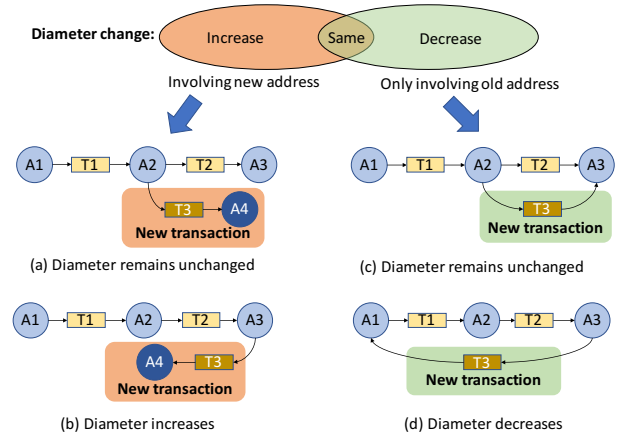 Diameter change:
Increase
Same
Decrease
Involving new address
Only involving old address
A1 T1 A2 T2 A3
T3 A4
New transaction
(a) Diameter remains unchanged
A1 T1 A2 T2 A3
T3
New transaction
(c) Diameter remains unchanged
A1 T1 A2 T2 A3
A4 T3
New transaction
(b) Diameter increases
A1 T1 A2 T2 A3
T3
New transaction
(d) Diameter decreases